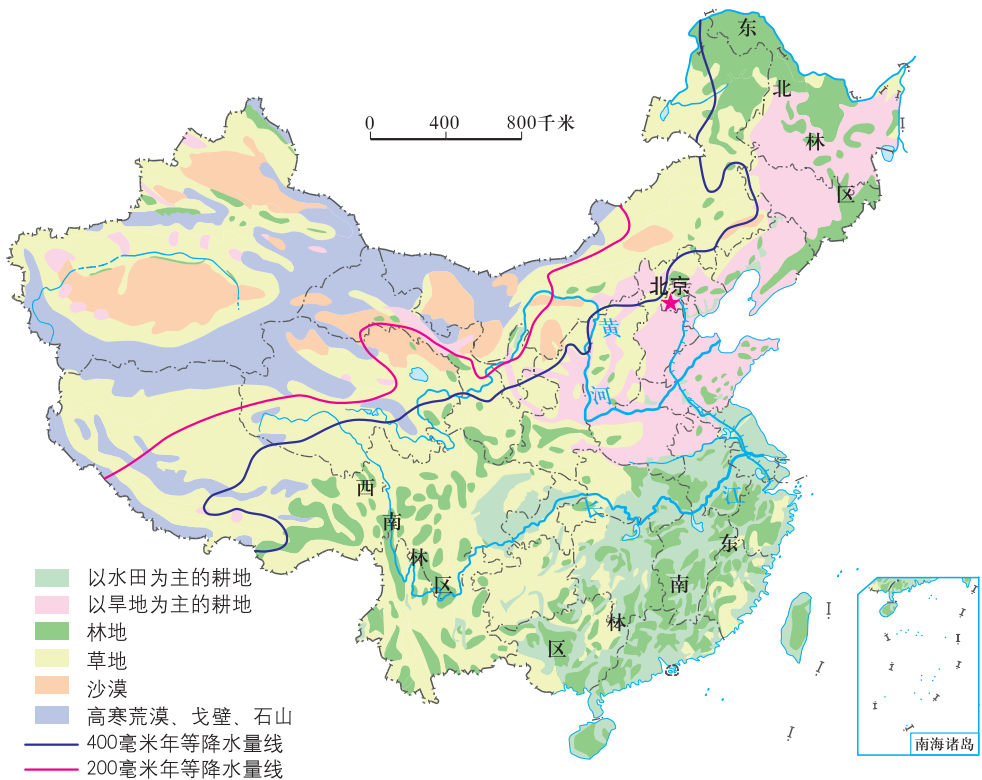 东
北
林
区
0 400 800千米
北京
黄
河
西
南
林
区
长
江
东
南
林
区
以水田为主的耕地
以旱地为主的耕地
林地
草地
沙漠
高寒荒漠、戈壁、石山
400毫米年等降水量线
200毫米年等降水量线
南海诸岛